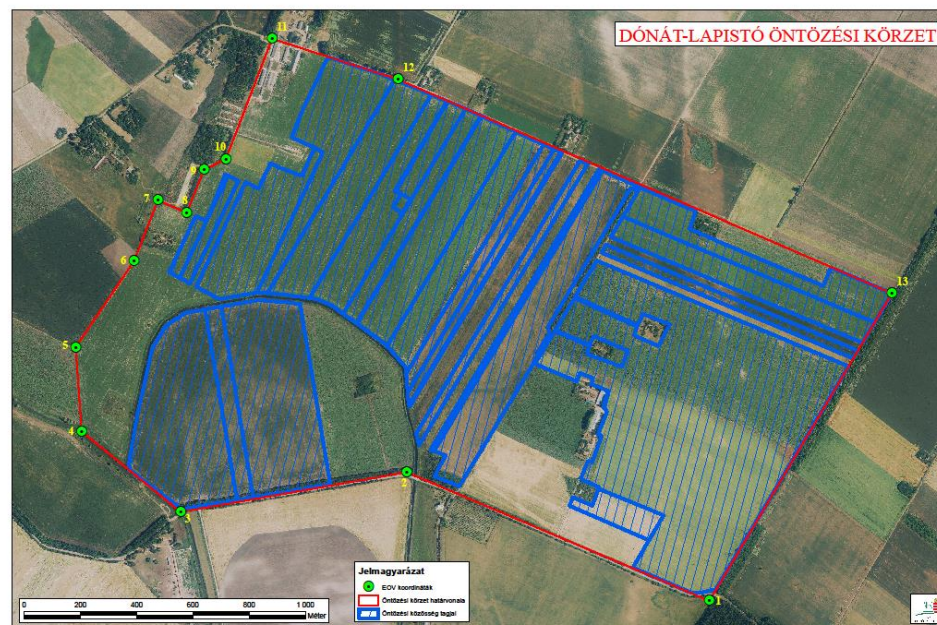 DÓNÁT-LAPISTÓ ÖNTÖZÉSI KÖRZET
11
12
10
9
7
8
6
13
5
4
2
3
1
Jelmagyarázat
EOV koordináták
Öntözési körzet határvonala
Öntözési közösség tagjai
0 200 400 600 800 1 000
Méter